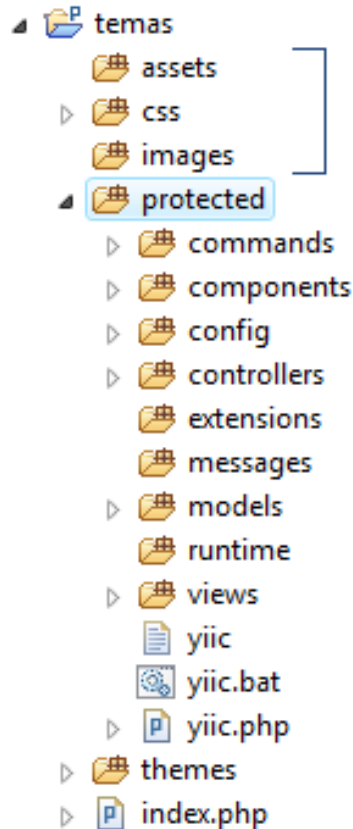 temas
assets
css
images
protected
commands
components
config
controllers
extensions
messages
models
runtime
views
yiic
yiic.bat
yiic.php
themes
index.php